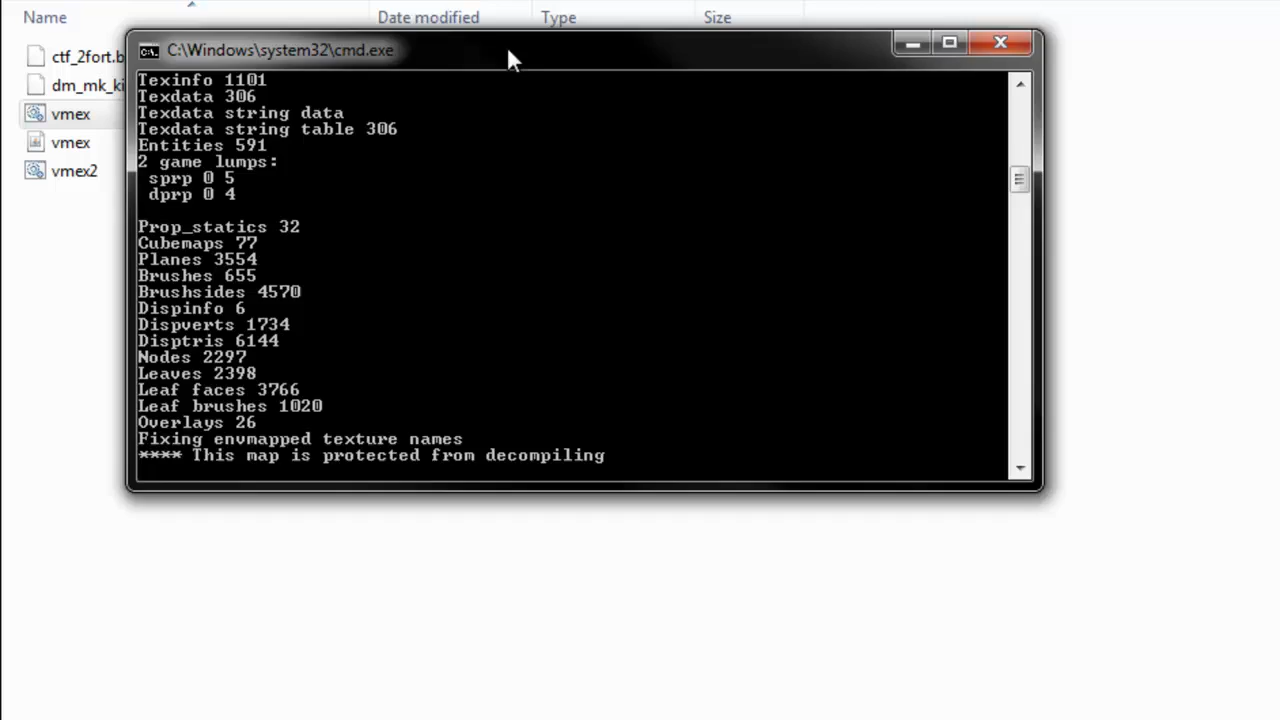 Name Date modified Type Size
C:\Windows\system32\cmd.exe
ctf_2fort.b
dm_mk_ki
vmex
vmex
vmex2
Texinfo 1101
Texdata 306
Texdata string data
Texdata string table 306
Entities 591
2 game lumps:
sprp 0 5
dprp 0 4
Prop_statics 32
Cubemaps 77
Planes 3554
Brushes 655
Brushsides 4570
Dispinfo 6
Dispverts 1734
Disptris 6144
Nodes 2297
Leaves 2398
Leaf faces 3766
Leaf brushes 1020
Overlays 26
Fixing envmapped texture names
**** This map is protected from decompiling